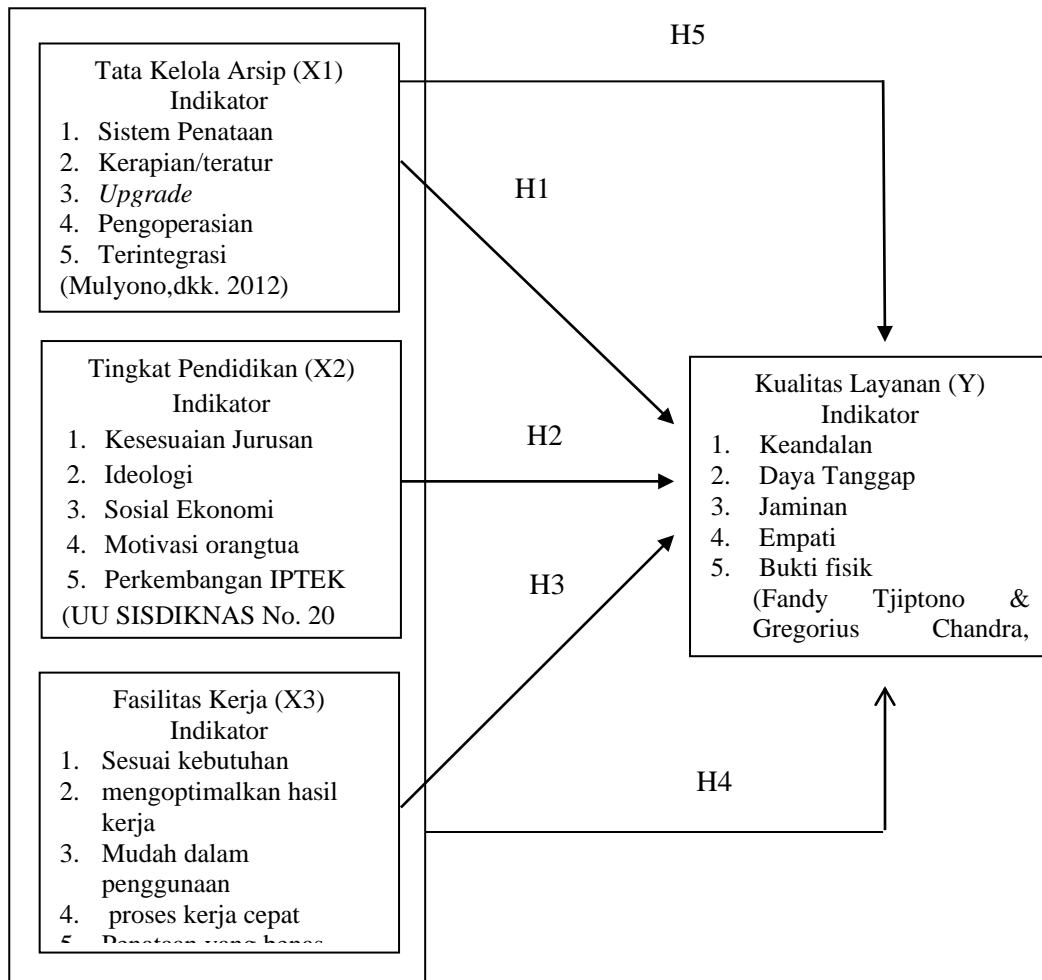 H5
Tata Kelola Arsip (X1)
Indikator
1. Sistem Penataan
2. Kerapian/teratur
3. Upgrade
4. Pengoperasian
5. Terintegrasi
(Mulyono,dkk. 2012)
H1
Tingkat Pendidikan (X2)
Indikator
1. Kesesuaian Jurusan
2. Ideologi
3. Sosial Ekonomi
4. Motivasi orangtua
5. Perkembangan IPTEK
(UU SISDIKNAS No. 20
H2
H3
Kualitas Layanan (Y)
Indikator
1. Keandalan
2. Daya Tanggap
3. Jaminan
4. Empati
5. Bukti fisik
(Fandy Tjiptono &
Gregorius Chandra,
Fasilitas Kerja (X3)
Indikator
1. Sesuai kebutuhan
2. mengoptimalkan hasil
kerja
3. Mudah dalam
penggunaan
4. proses kerja cepat
5. Penataan yang
H4